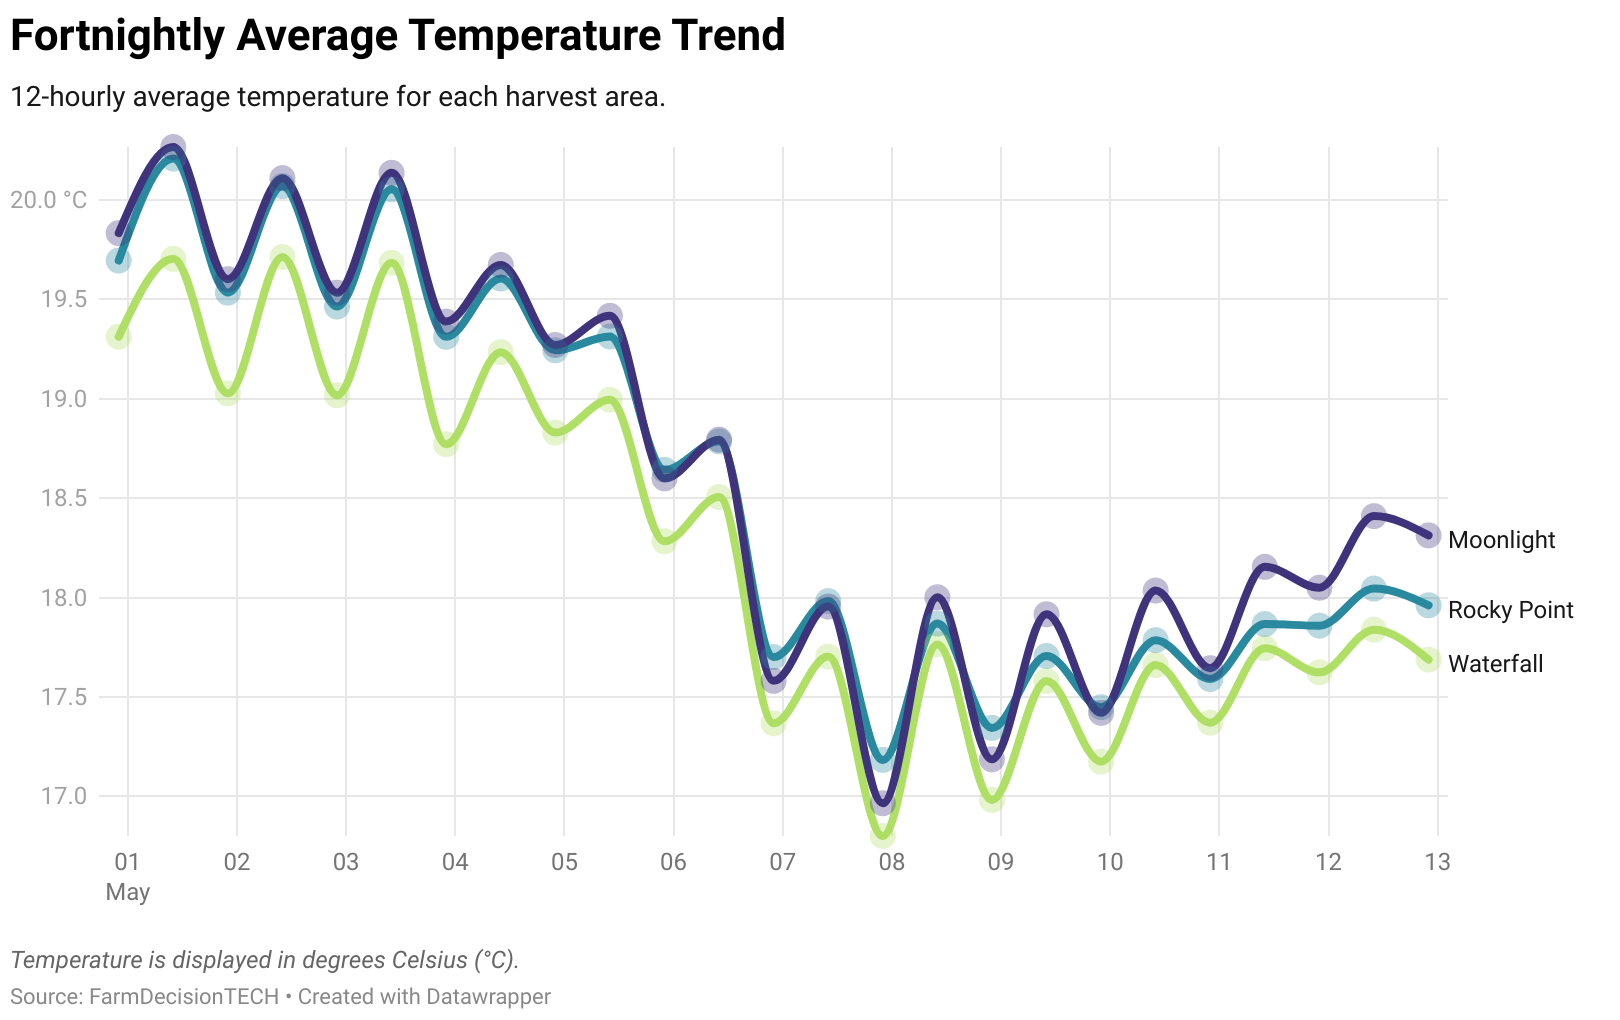 Fortnightly Average Temperature Trend
12-hourly average temperature for each harvest area.
20.0 °C
19.5
19.0
18.5
18.0
17.5
17.0
Moonlight
Rocky Point
Waterfall
01 02 03 04 05 06 07 08 09 10 11 12 13
May
Temperature is displayed in degrees Celsius (°C).
Source: FarmDecisionTECH • Created with Datawrapper